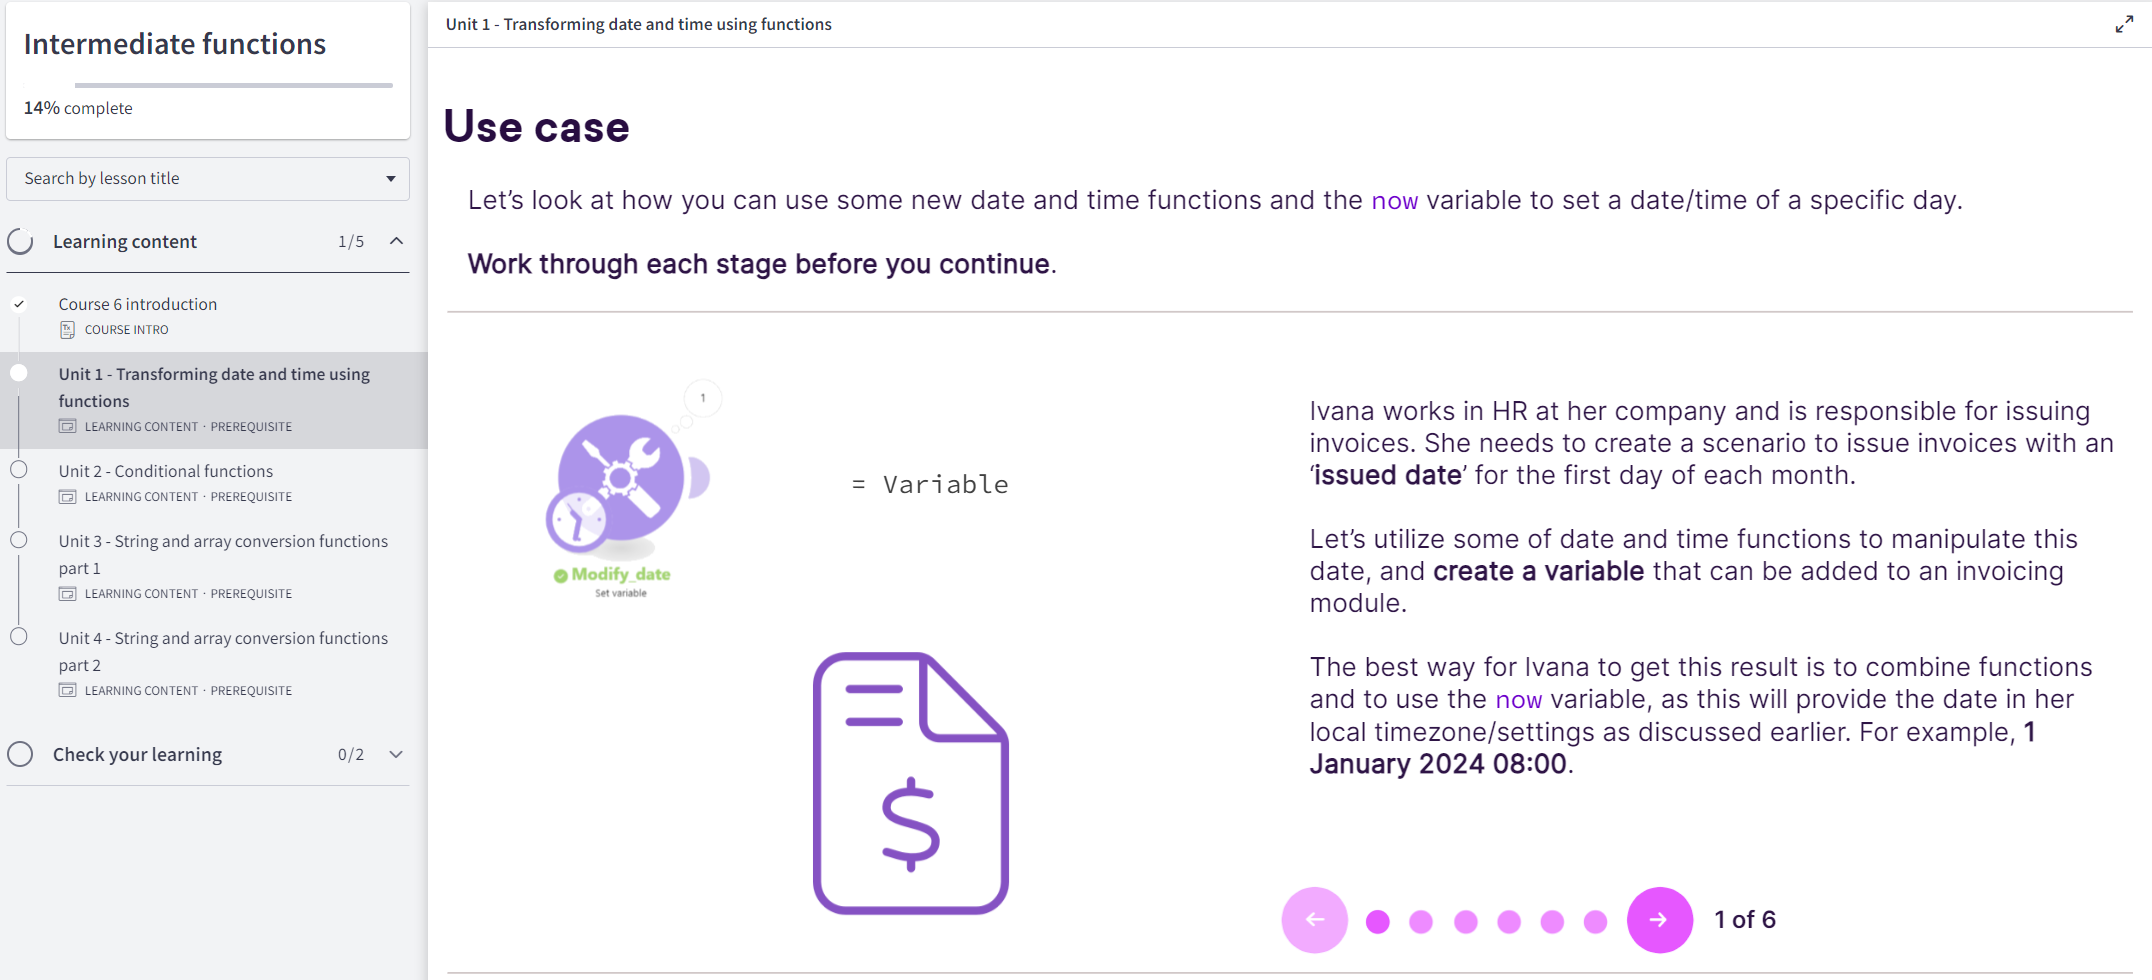 Intermediate functions
14% complete
Search by lesson title
Learning content 1/5
Course 6 introduction
COURSE INTRO
Unit 1 - Transforming date and time using
functions
LEARNING CONTENT · PREREQUISITE
Unit 2 - Conditional functions
LEARNING CONTENT · PREREQUISITE
Unit 3 - String and array conversion functions
part 1
LEARNING CONTENT · PREREQUISITE
Unit 4 - String and array conversion functions
part 2
LEARNING CONTENT · PREREQUISITE
Check your learning 0/2
Unit 1 - Transforming date and time using functions
Use case
Let’s look at how you can use some new date and time functions and the now variable to set a date/time of a specific day.
Work through each stage before you continue.
1
= Variable
Modify_date
Set variable
$
Ivana works in HR at her company and is responsible for issuing
invoices. She needs to create a scenario to issue invoices with an
‘issued date’ for the first day of each month.
Let’s utilize some of date and time functions to manipulate this
date, and create a variable that can be added to an invoicing
module.
The best way for Ivana to get this result is to combine functions
and to use the now variable, as this will provide the date in her
local timezone/settings as discussed earlier. For example, 1
January 2024 08:00.
1 of 6